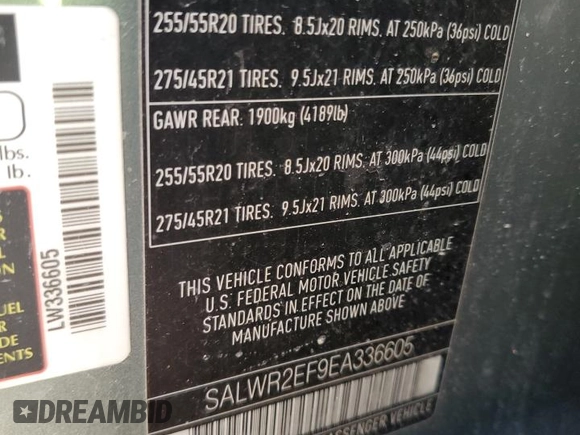 255/55R20 TIRES. 8.5Jx20 RIMS. AT 250kPa (36psi) COLD
275/45R21 TIRES. 9.5Jx21 RIMS. AT 250kPa (36psi) COLD
GAWR REAR: 1900kg (4189lb)
255/55R20 TIRES. 8.5Jx20 RIMS. AT 300kPa (44psi) COLD
275/45R21 TIRES. 9.5Jx21 RIMS. AT 300kPa (44psi) COLD
THIS VEHICLE CONFORMS TO ALL APPLICABLE
U.S. FEDERAL MOTOR VEHICLE SAFETY
STANDARDS IN EFFECT ON THE DATE OF
MANUFACTURE SHOWN ABOVE.
SALWR2EF9EA336605
PASSENGER VEHICLE
lbs.
lb.
LW336605
DREAMBID